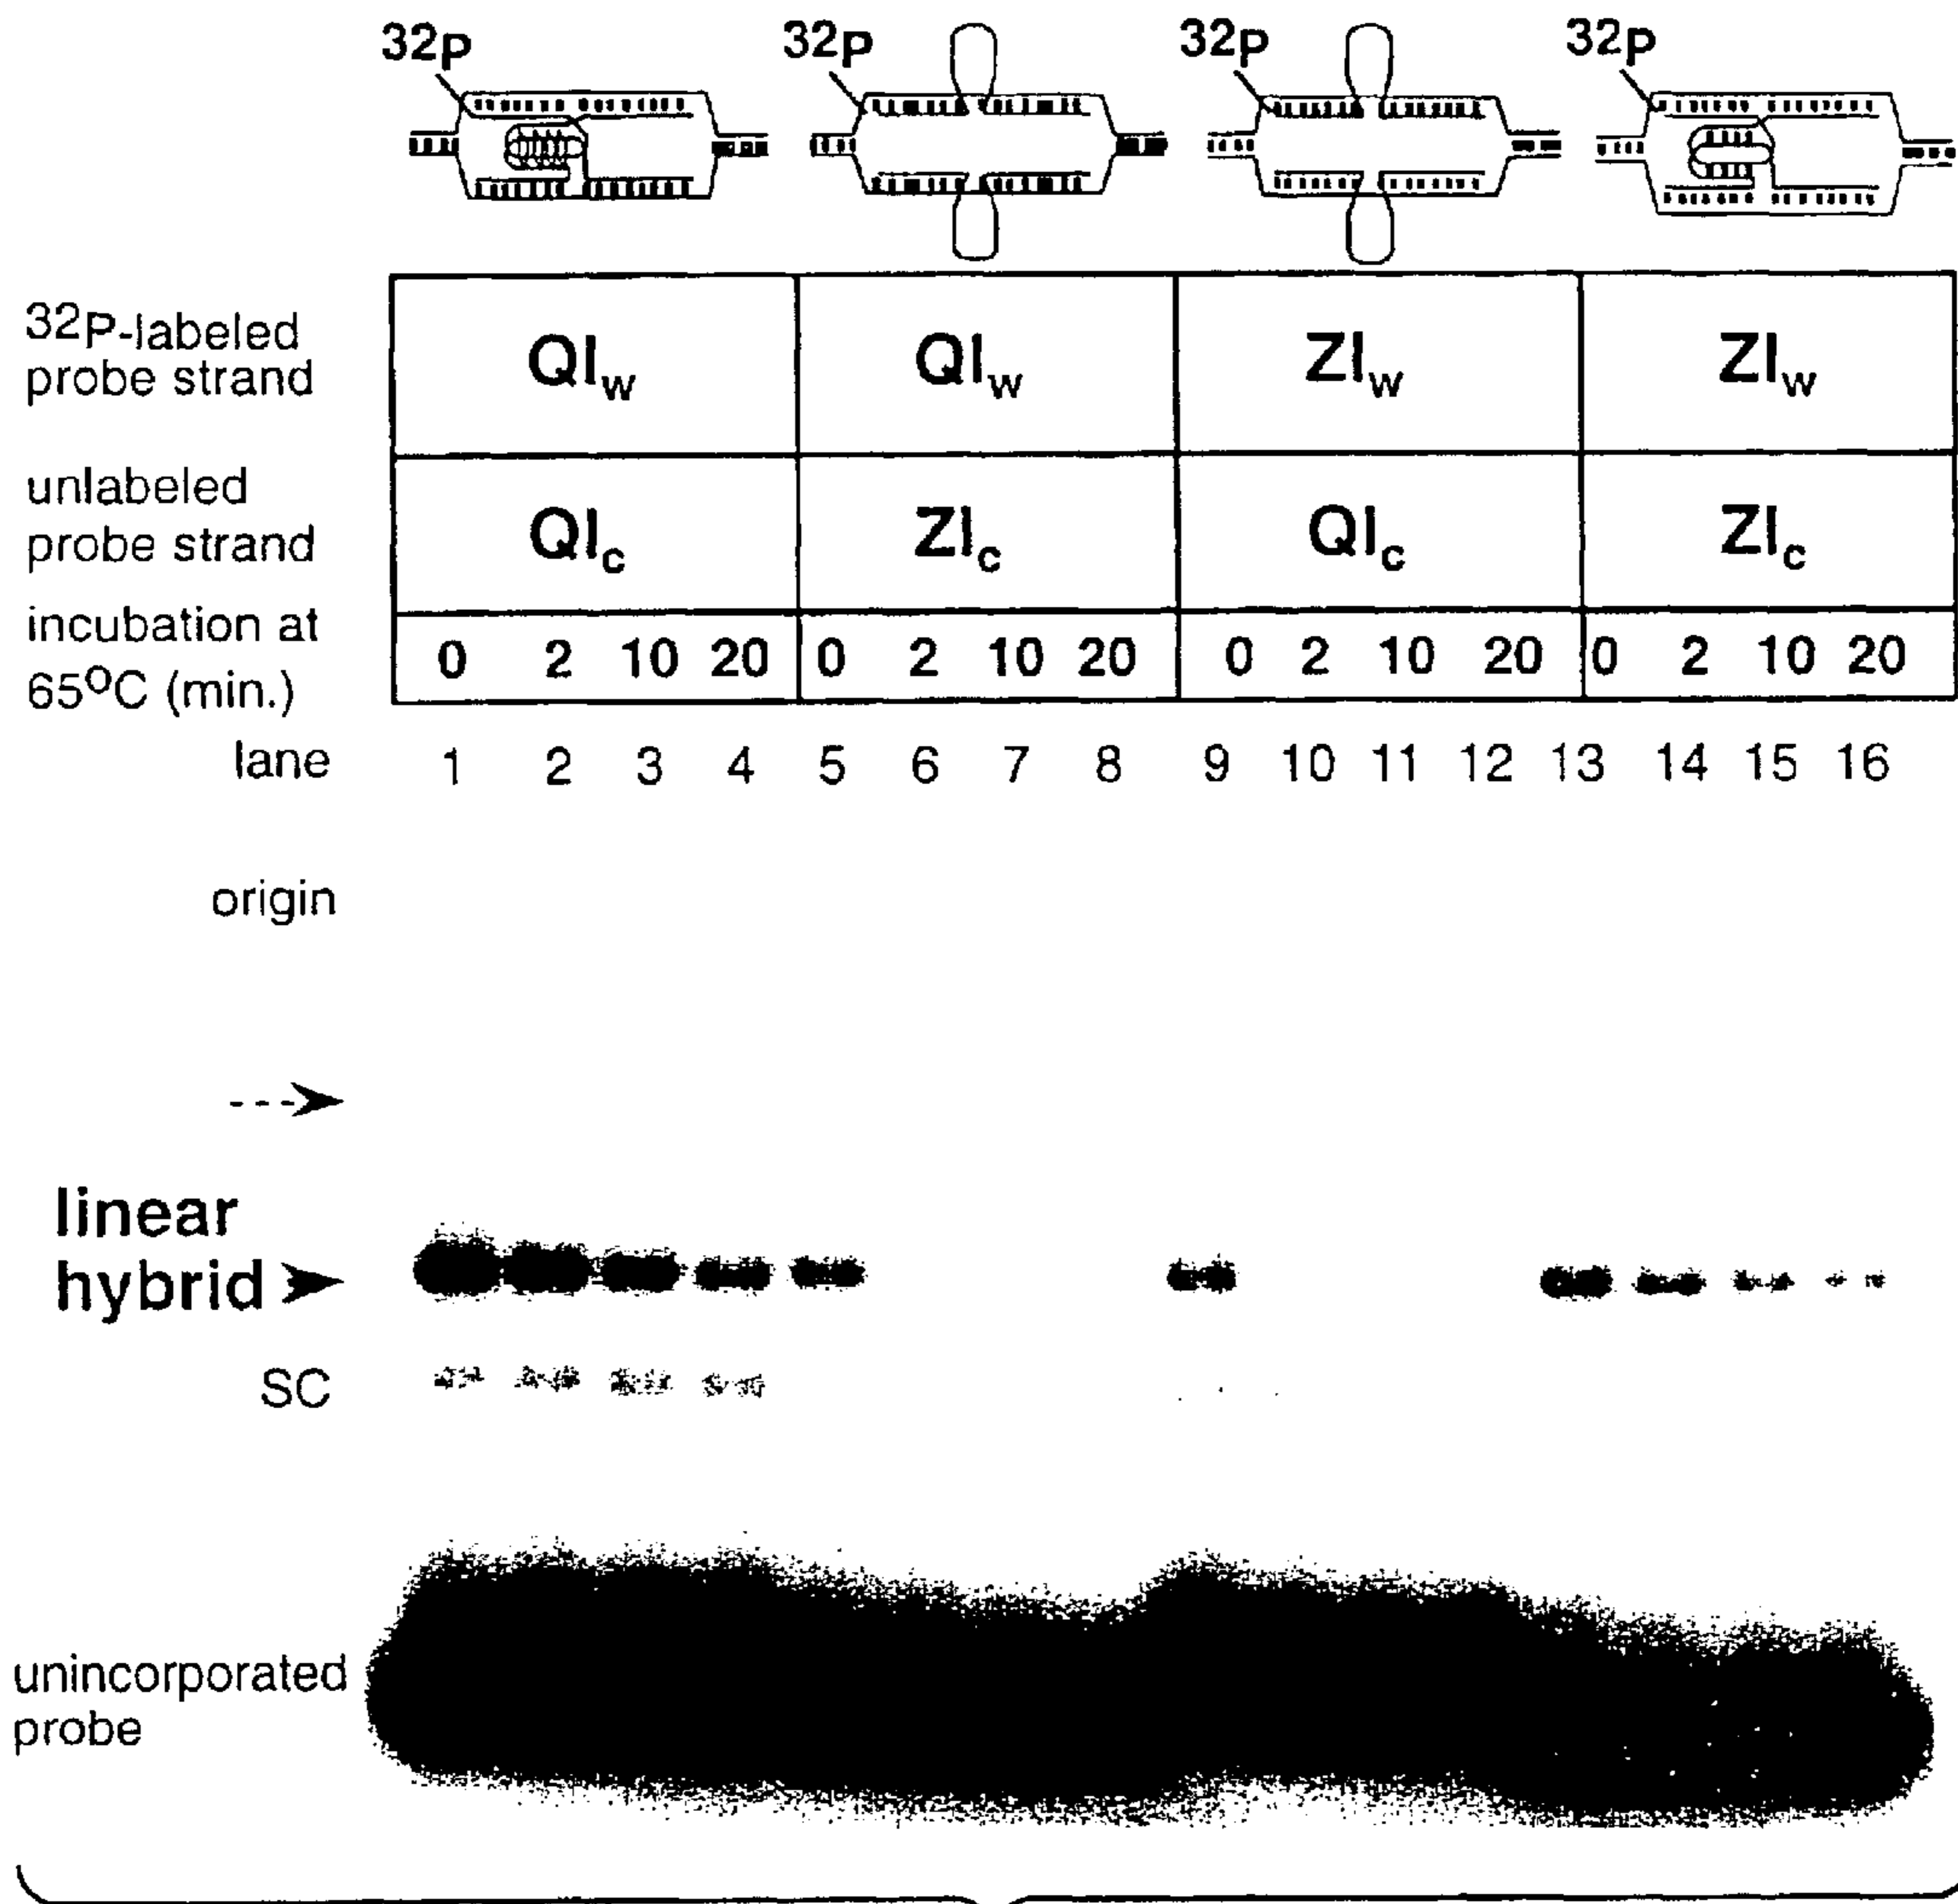 32P 32P 32P 32P
32P-labeled
probe strand
QIw QIw ZIw ZIw
unlabeled
probe strand
QIc ZIc QIc ZIc
incubation at
65ºC (min.)
0 2 10 20 0 2 10 20 0 2 10 20 0 2 10 20
lane 1 2 3 4 5 6 7 8 9 10 11 12 13 14 15 16
origin
linear
hybrid
SC
unincorporated
probe